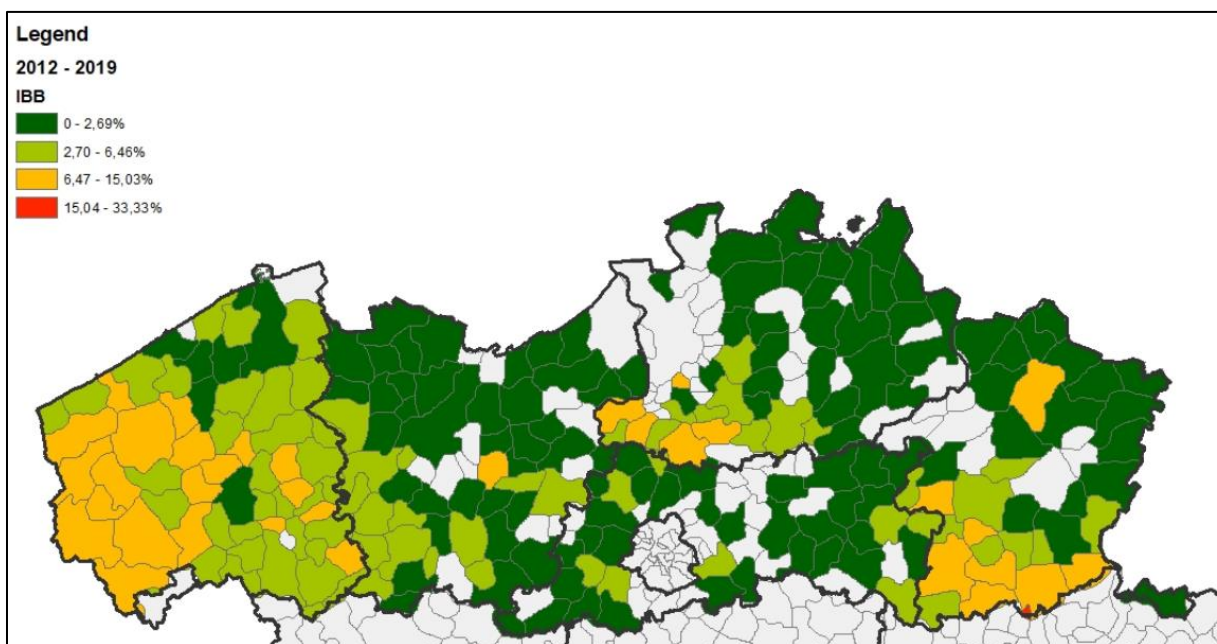 Legend
2012 - 2019
IBB
0 - 2,69%
2,70 - 6,46%
6,47 - 15,03%
15,04 - 33,33%